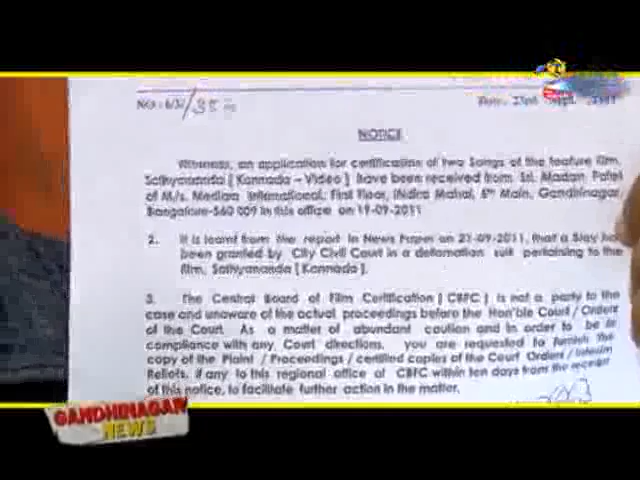 NOTICE
Witness, an application for certification of two Songs of the feature film,
Sathyananda [ Kannada - Video ] have been received from Sri. Madan Patel
of M/s. Mediaa International, First Floor, Indira Mahal, 5th Main, Gandhinagar,
Bangalore-560 009 in this office on 19-09-2011
2. It is learnt from the report in News Paper on 21-09-2011, that a Stay has
been granted by City Civil Court in a defamation suit pertaining to the
film, Sathyananda [ Kannada ].
3. The Central Board of Film Certification [ CBFC ] is not a party to the
case and unaware of the actual proceedings before the Hon'ble Court / Orders
of the Court. As a matter of abundant caution and in order to be in
compliance with any Court directions, you are requested to furnish the
copy of the Plaint / Proceedings / certified copies of the Court Orders / Interim
Reliefs, if any to this regional office of CBFC within ten days from the receipt
of this notice, to facilitate further action in the matter.
GANDHINAGAR
NEWS